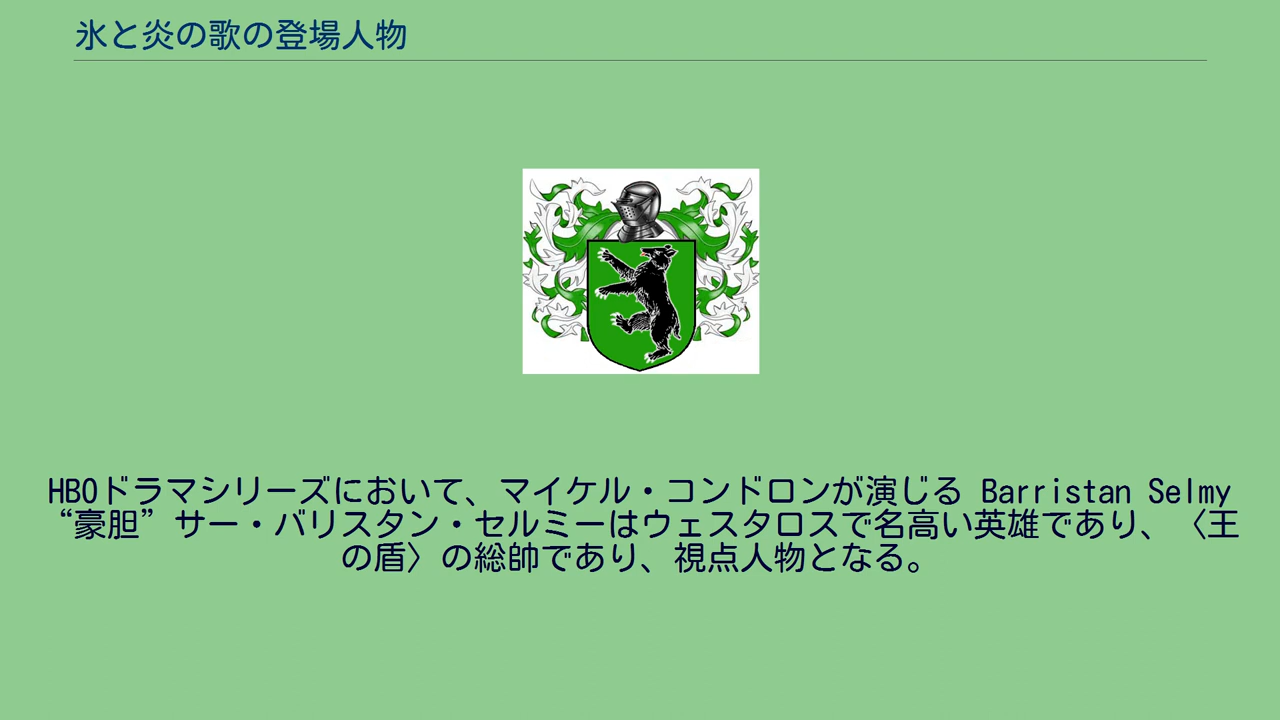 氷と炎の歌の登場人物
HBOドラマシリーズにおいて、マイケル・コンドロンが演じる Barristan Selmy
“豪胆”サー・バリスタン・セルミーはウェスタロスで名高い英雄であり、〈王
の盾〉の総帥であり、視点人物となる。